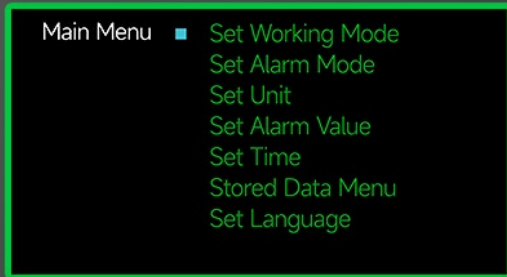 Main Menu Set Working Mode
Set Alarm Mode
Set Unit
Set Alarm Value
Set Time
Stored Data Menu
Set Language